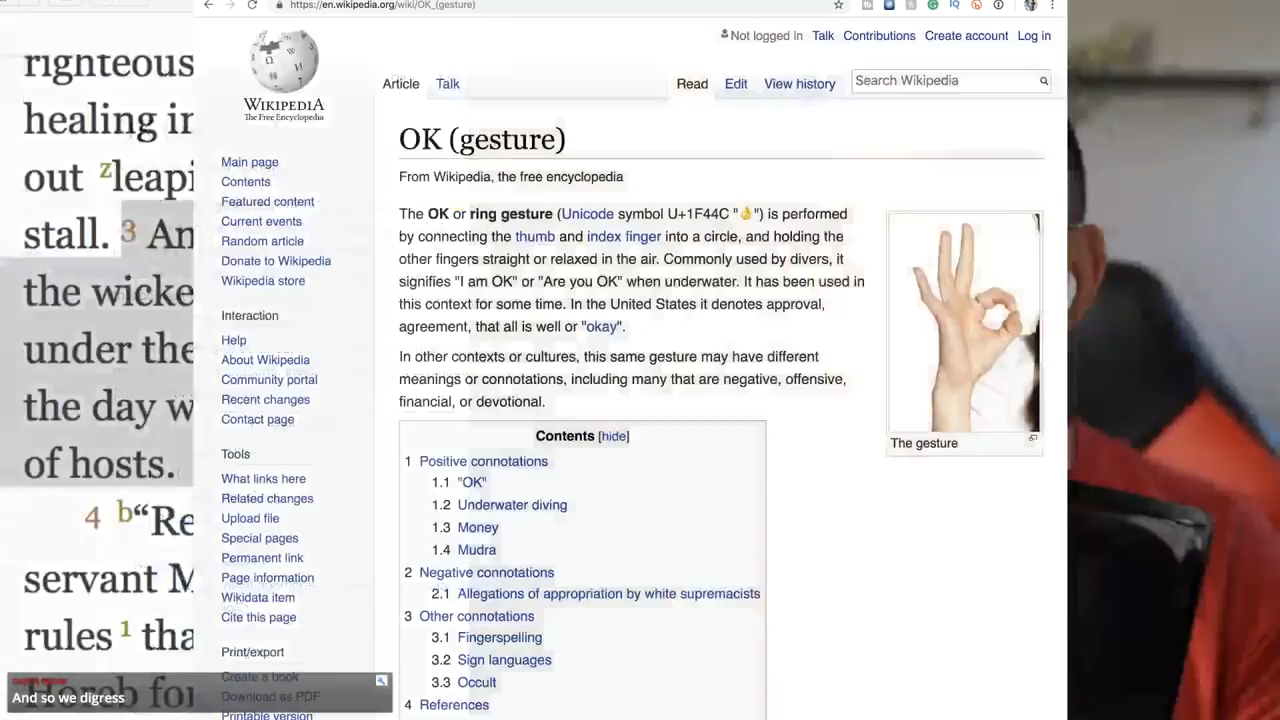 https://en.wikipedia.org/wiki/OK_(gesture)
righteous
healing in
out zleapi
stall. 3 An
the wicke
under the
the day w
of hosts.
4 b“Re
servant M
rules 1 tha
Horeb for
And so we digress
WIKIPEDIA
The Free Encyclopedia
Main page
Contents
Featured content
Current events
Random article
Donate to Wikipedia
Wikipedia store
Interaction
Help
About Wikipedia
Community portal
Recent changes
Contact page
Tools
What links here
Related changes
Upload file
Special pages
Permanent link
Page information
Wikidata item
Cite this page
Print/export
Create a book
Download as PDF
Printable version
Not logged in Talk Contributions Create account Log in
Article Talk Read Edit View history Search Wikipedia
OK (gesture)
From Wikipedia, the free encyclopedia
The OK or ring gesture (Unicode symbol U+1F44C "👌") is performed
by connecting the thumb and index finger into a circle, and holding the
other fingers straight or relaxed in the air. Commonly used by divers, it
signifies "I am OK" or "Are you OK" when underwater. It has been used in
this context for some time. In the United States it denotes approval,
agreement, that all is well or "okay".
In other contexts or cultures, this same gesture may have different
meanings or connotations, including many that are negative, offensive,
financial, or devotional.
The gesture
Contents [hide]
1 Positive connotations
1.1 "OK"
1.2 Underwater diving
1.3 Money
1.4 Mudra
2 Negative connotations
2.1 Allegations of appropriation by white supremacists
3 Other connotations
3.1 Fingerspelling
3.2 Sign languages
3.3 Occult
4 References